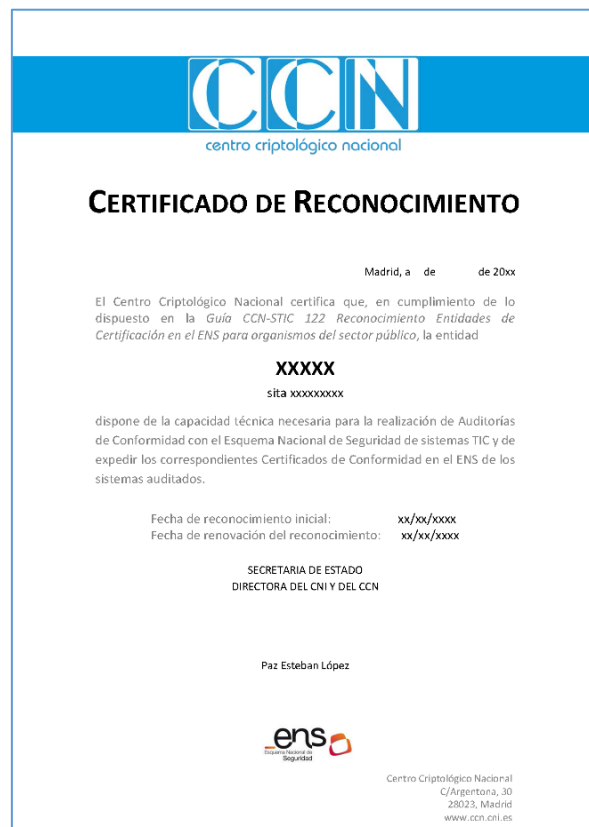 CCN
centro criptológico nacional
CERTIFICADO DE RECONOCIMIENTO
Madrid, a de de 20xx
El Centro Criptológico Nacional certifica que, en cumplimiento de lo
dispuesto en la Guía CCN-STIC 122 Reconocimiento Entidades de
Certificación en el ENS para organismos del sector público, la entidad
XXXXX
sita xxxxxxxxx
dispone de la capacidad técnica necesaria para la realización de Auditorías
de Conformidad con el Esquema Nacional de Seguridad de sistemas TIC y de
expedir los correspondientes Certificados de Conformidad en el ENS de los
sistemas auditados.
Fecha de reconocimiento inicial: xx/xx/xxxx
Fecha de renovación del reconocimiento: xx/xx/xxxx
SECRETARIA DE ESTADO
DIRECTORA DEL CNI Y DEL CCN
Paz Esteban López
ens
Esquema Nacional de
Seguridad
Centro Criptológico Nacional
C/Argentona, 30
28023, Madrid
www.ccn.cni.es